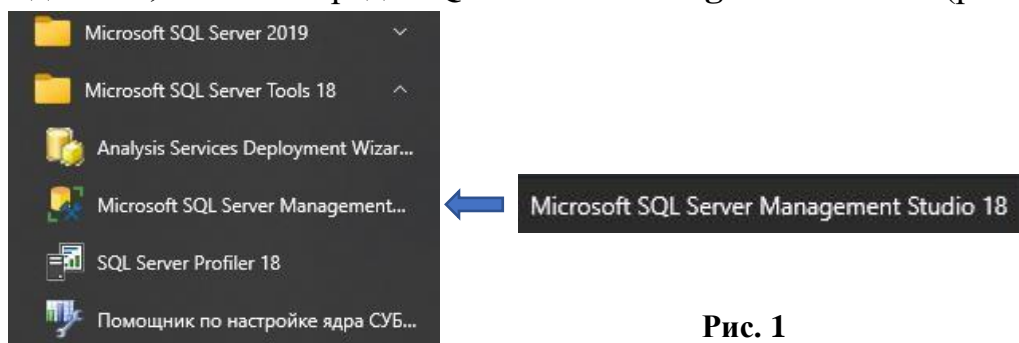 Microsoft SQL Server 2019
Microsoft SQL Server Tools 18
Analysis Services Deployment Wizar...
Microsoft SQL Server Management...
Microsoft SQL Server Management Studio 18
SQL Server Profiler 18
Помощник по настройке ядра СУБ...
Рис. 1